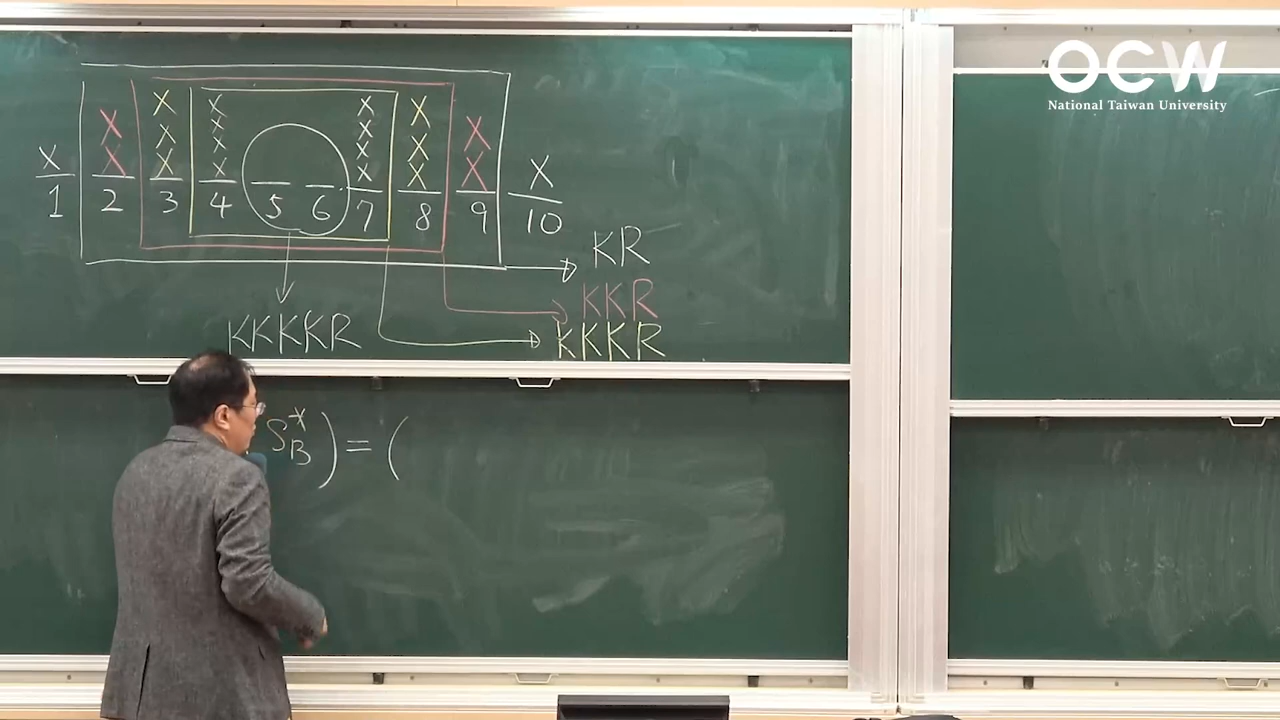 OCW
National Taiwan University
X X X X X X X X
X X X X X X
X X X X
X X
1 2 3 4 5 6 7 8 9 10
KR
KKR
KKKR
KKKKR
S*B ) = (